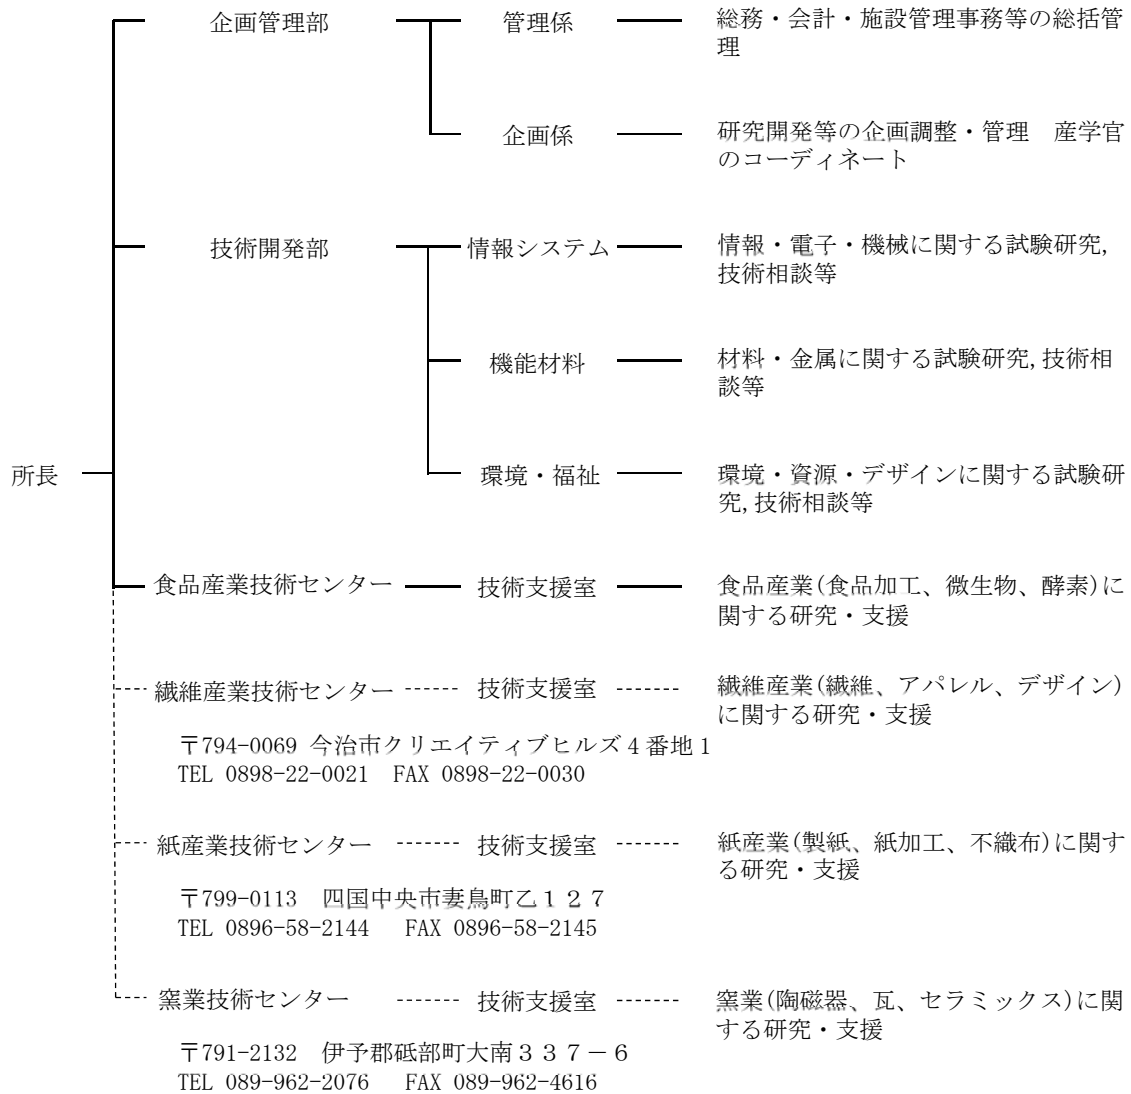 企画管理部 管理係 総務・会計・施設管理事務等の総括管
理
企画係 研究開発等の企画調整・管理　産学官
のコーディネート
技術開発部 情報システム 情報・電子・機械に関する試験研究,
技術相談等
機能材料 材料・金属に関する試験研究,技術相
談等
所長 環境・福祉 環境・資源・デザインに関する試験研
究,技術相談等
食品産業技術センター 技術支援室 食品産業(食品加工、微生物、酵素)に
関する研究・支援
繊維産業技術センター 技術支援室 繊維産業(繊維、アパレル、デザイン)
に関する研究・支援
〒794-0069 今治市クリエイティブヒルズ４番地１
TEL 0898-22-0021　FAX 0898-22-0030
紙産業技術センター 技術支援室 紙産業(製紙、紙加工、不織布)に関す
る研究・支援
〒799-0113　四国中央市妻鳥町乙１２７
TEL 0896-58-2144　FAX 0896-58-2145
窯業技術センター 技術支援室 窯業(陶磁器、瓦、セラミックス)に関
する研究・支援
〒791-2132　伊予郡砥部町大南３３７－６
TEL 089-962-2076　FAX 089-962-4616